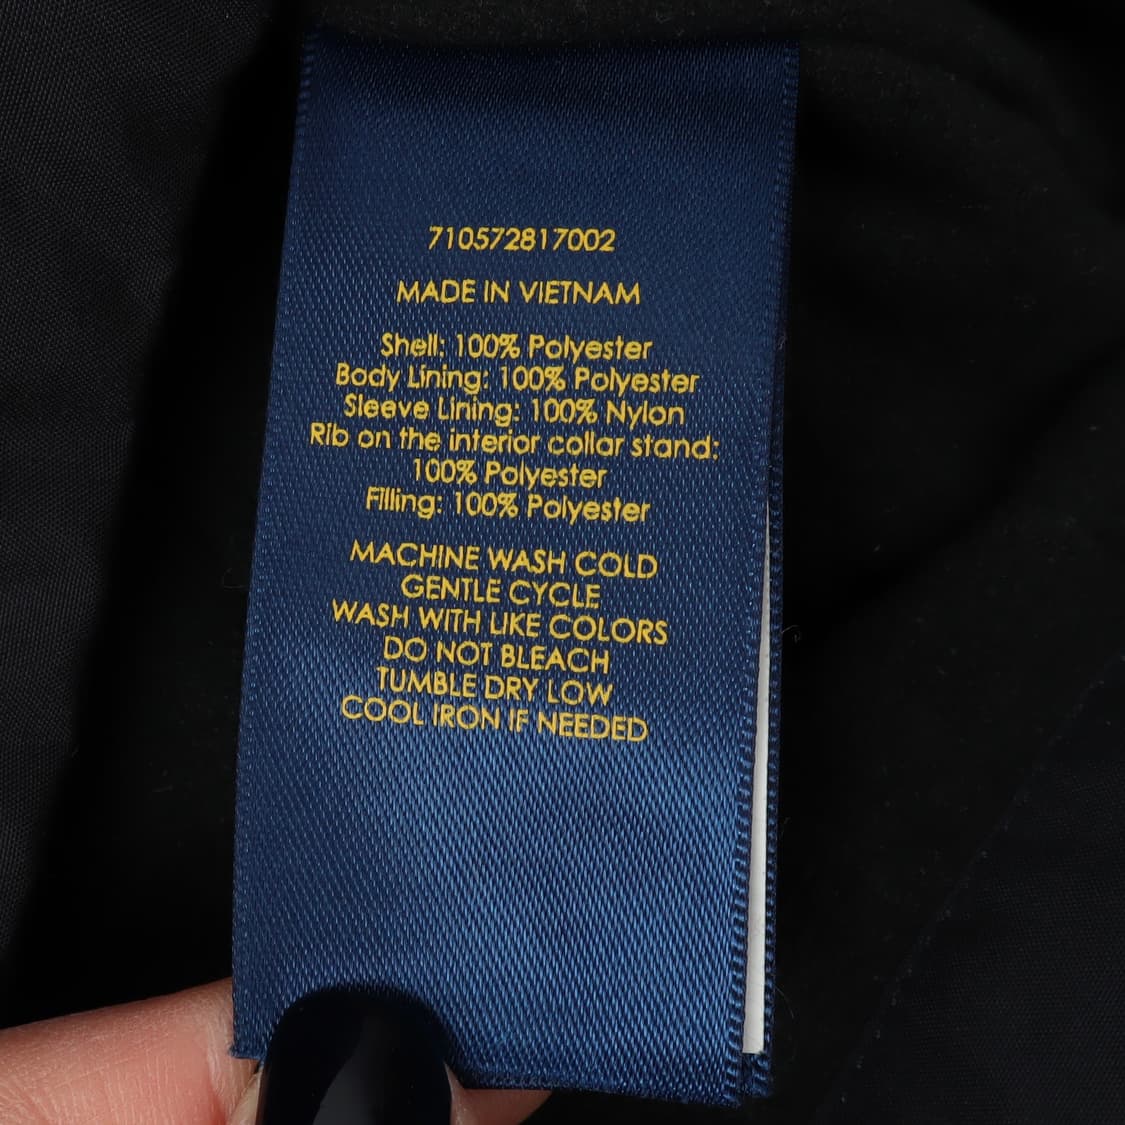 710572817002
MADE IN VIETNAM
Shell: 100% Polyester
Body Lining: 100% Polyester
Sleeve Lining: 100% Nylon
Rib on the interior collar stand:
100% Polyester
Filling: 100% Polyester
MACHINE WASH COLD
GENTLE CYCLE
WASH WITH LIKE COLORS
DO NOT BLEACH
TUMBLE DRY LOW
COOL IRON IF NEEDED